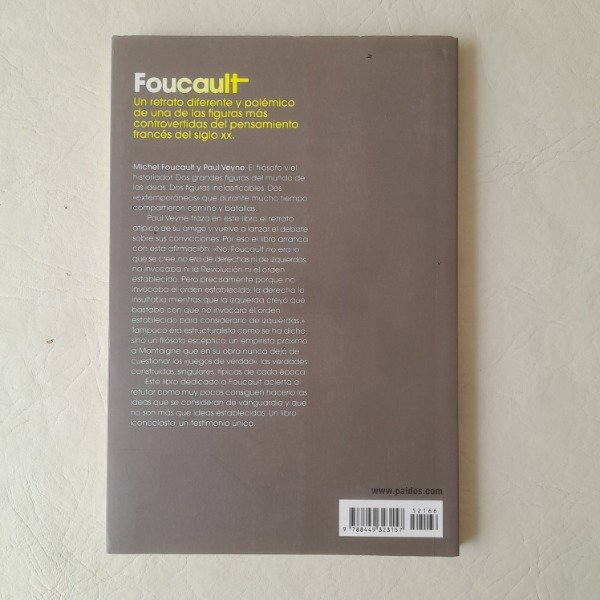 Foucault
Un retrato diferente y polémico
de una de las figuras más
controvertidas del pensamiento
francés del siglo XX.
Michel Foucault y Paul Veyne. El filósofo y el
historiador. Dos grandes figuras del mundo de
las ideas. Dos figuras inclasificables. Dos
«extemporáneos» que durante mucho tiempo
compartieron camino y batallas.
Paul Veyne traza en este libro el retrato
atípico de su amigo y vuelve a lanzar el debate
sobre sus convicciones. Por eso el libro arranca
con esta afirmación: «No, Foucault no era lo
que se cree: no era de derechas ni de izquierdas,
no invocaba ni la Revolución ni el orden
establecido. Pero precisamente porque no
invocaba el orden establecido, la derecha lo
insultaba mientras que la izquierda creyó que
bastaba con que no invocara el orden
establecido para considerarlo de izquierdas.»
Tampoco era estructuralista como se ha dicho,
sino un filósofo escéptico, un empirista próximo
a Montaigne que en su obra nunca dejó de
cuestionar los «juegos de verdad», las verdades
construidas, singulares, típicas de cada época.
Este libro dedicado a Foucault acierta a
refutar como muy pocos consiguen hacerlo las
ideas que se consideran de vanguardia y que
no son más que ideas establecidas. Un libro
iconoclasta, un testimonio único.
www.paidos.com
52166
9 788449 323157